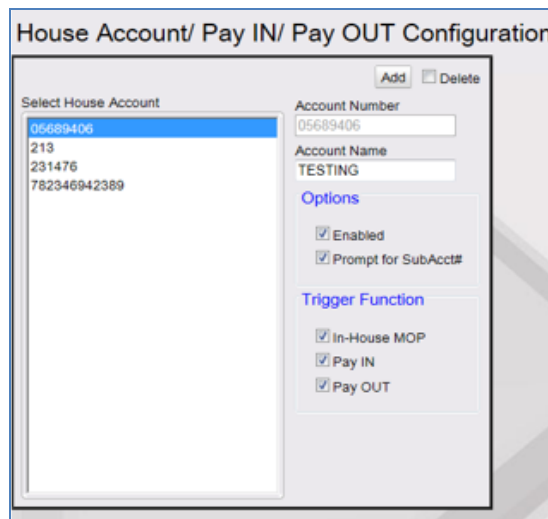 House Account/ Pay IN/ Pay OUT Configuration
Add Delete
Select House Account
05689406
213
231476
782346942389
Account Number
05689406
Account Name
TESTING
Options
Enabled
Prompt for SubAcct#
Trigger Function
In-House MOP
Pay IN
Pay OUT